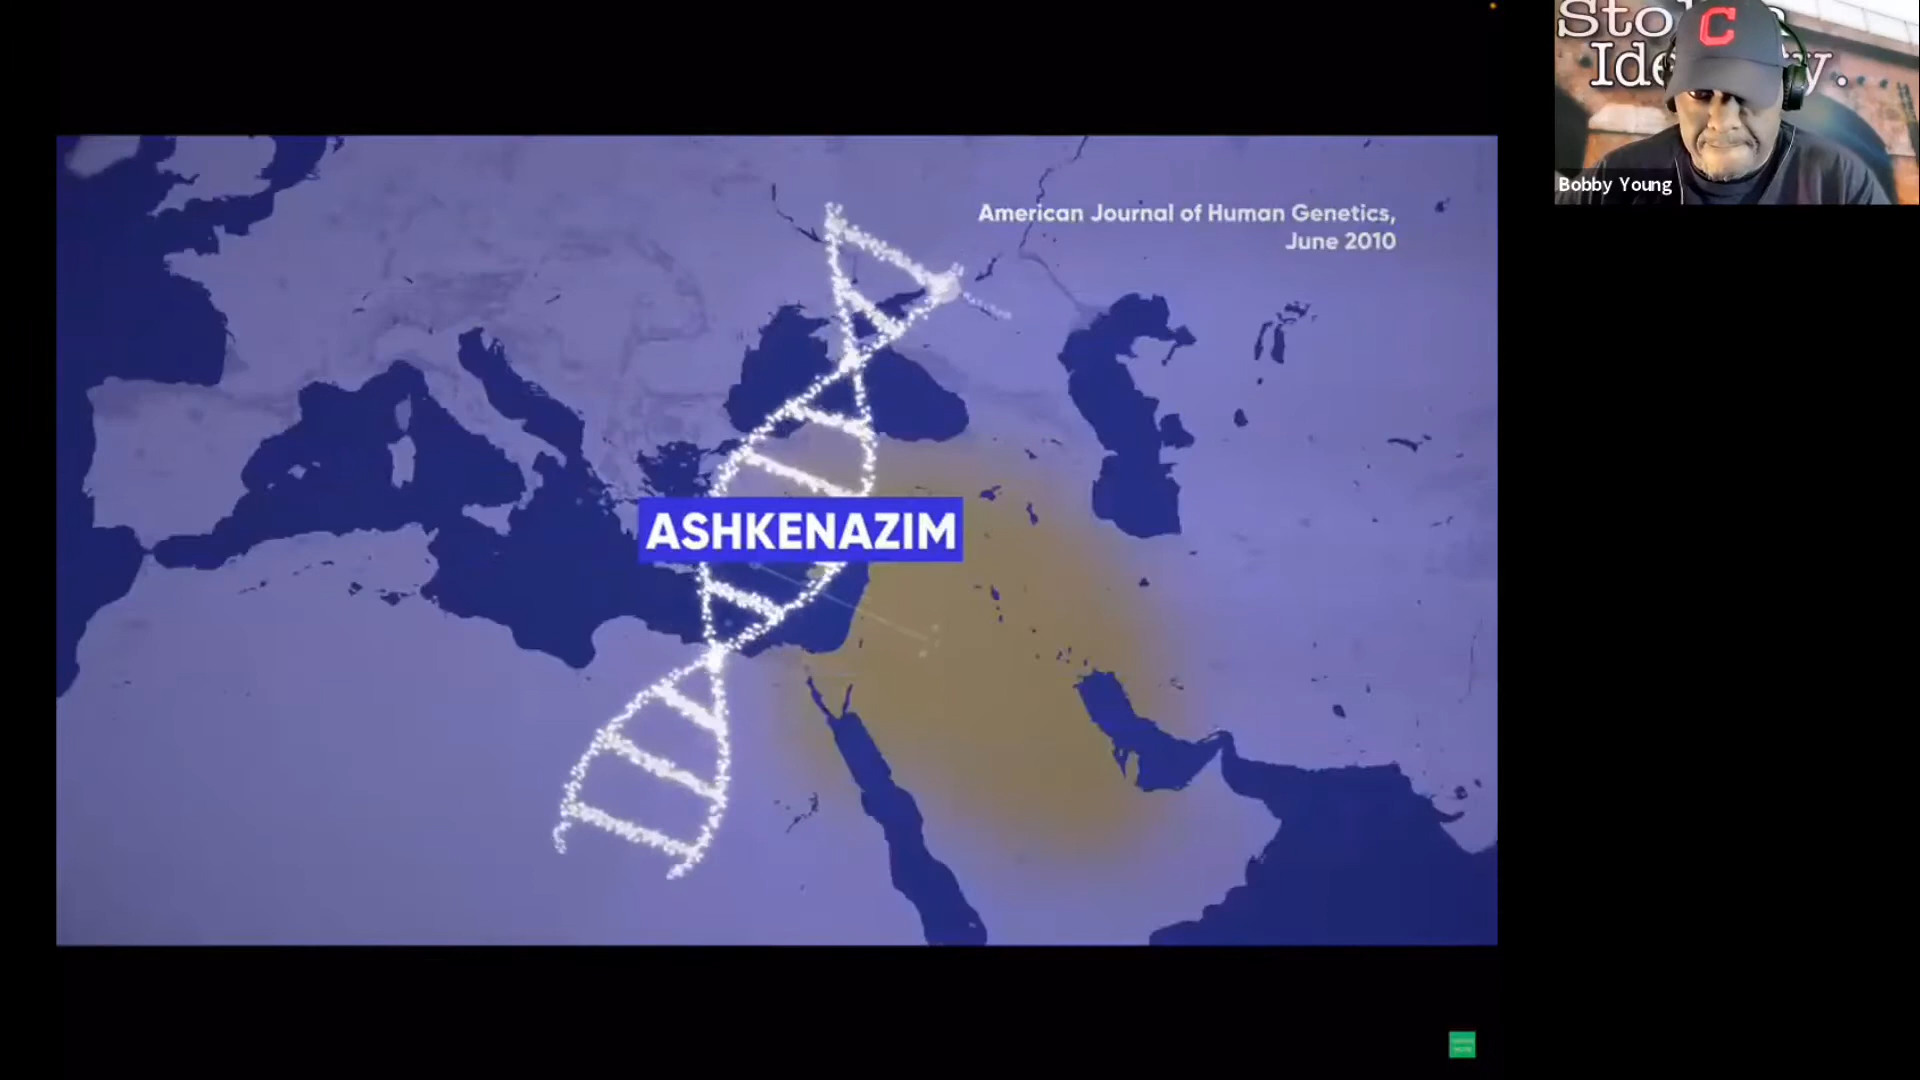 American Journal of Human Genetics,
June 2010
ASHKENAZIM
C
Bobby Young